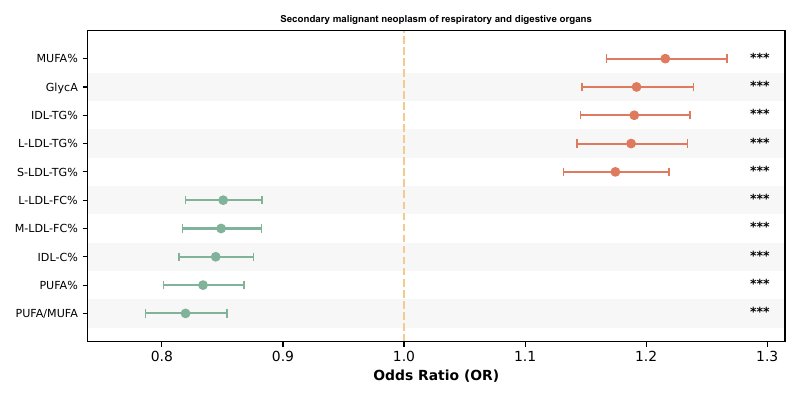 Secondary malignant neoplasm of respiratory and digestive organs
MUFA% ***
GlycA ***
IDL-TG% ***
L-LDL-TG% ***
S-LDL-TG% ***
L-LDL-FC% ***
M-LDL-FC% ***
IDL-C% ***
PUFA% ***
PUFA/MUFA ***
0.8 0.9 1.0 1.1 1.2 1.3
Odds Ratio (OR)